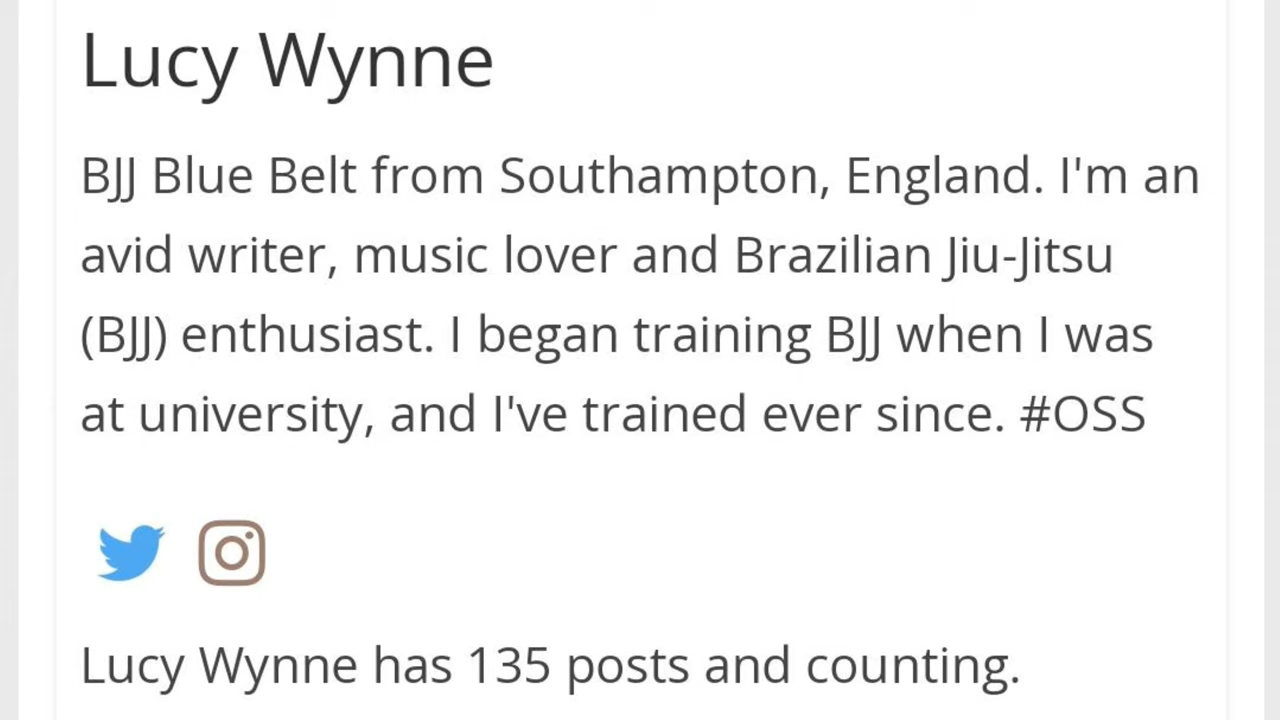 Lucy Wynne
BJJ Blue Belt from Southampton, England. I'm an
avid writer, music lover and Brazilian Jiu-Jitsu
(BJJ) enthusiast. I began training BJJ when I was
at university, and I've trained ever since. #OSS
Lucy Wynne has 135 posts and counting.